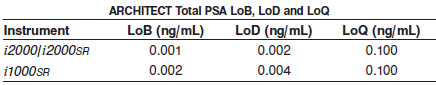 ARCHITECT Total PSA LoB, LoD and LoQ
Instrument LoB (ng/mL) LoD (ng/mL) LoQ (ng/mL)
i2000/i2000SR 0.001 0.002 0.100
i1000SR 0.002 0.004 0.100